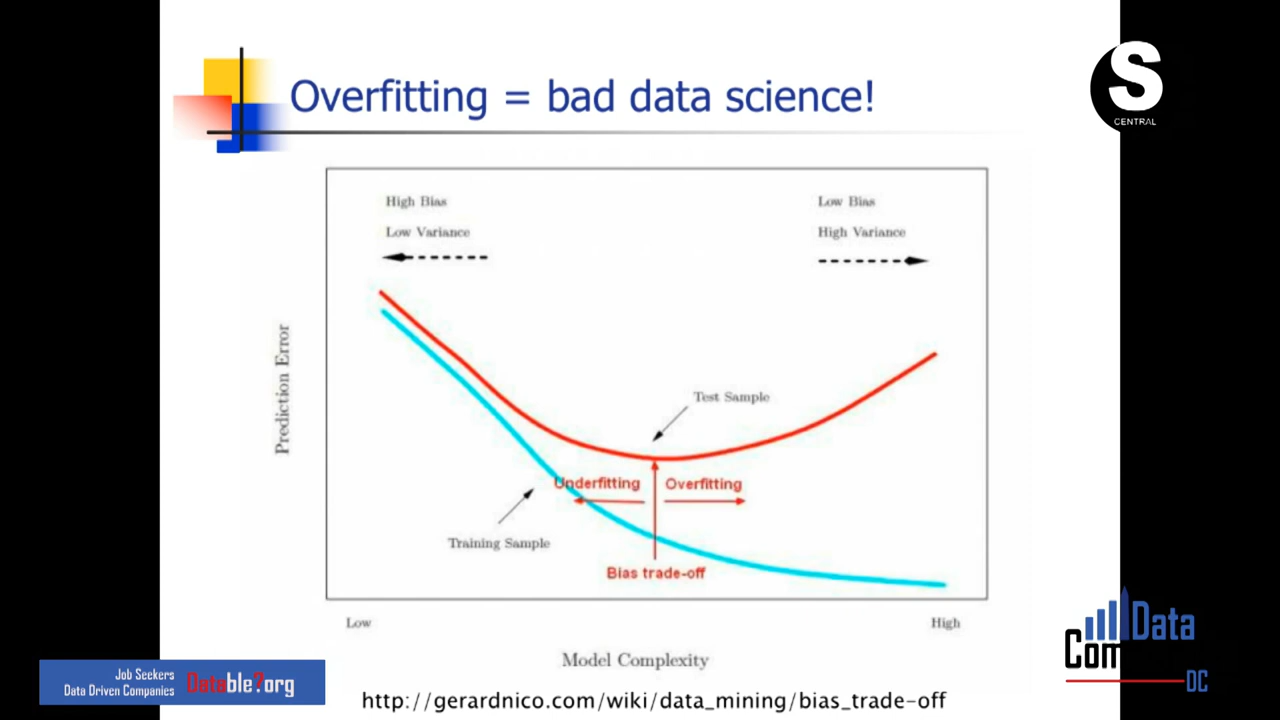 Overfitting = bad data science!
S
CENTRAL
High Bias
Low Variance
Low Bias
High Variance
Prediction Error
Test Sample
Underfitting
Overfitting
Training Sample
Bias trade-off
Low
High
Model Complexity
http://gerardnico.com/wiki/data_mining/bias_trade-off
Job Seekers
Data Driven Companies
Datable?org
Data
Com
DC